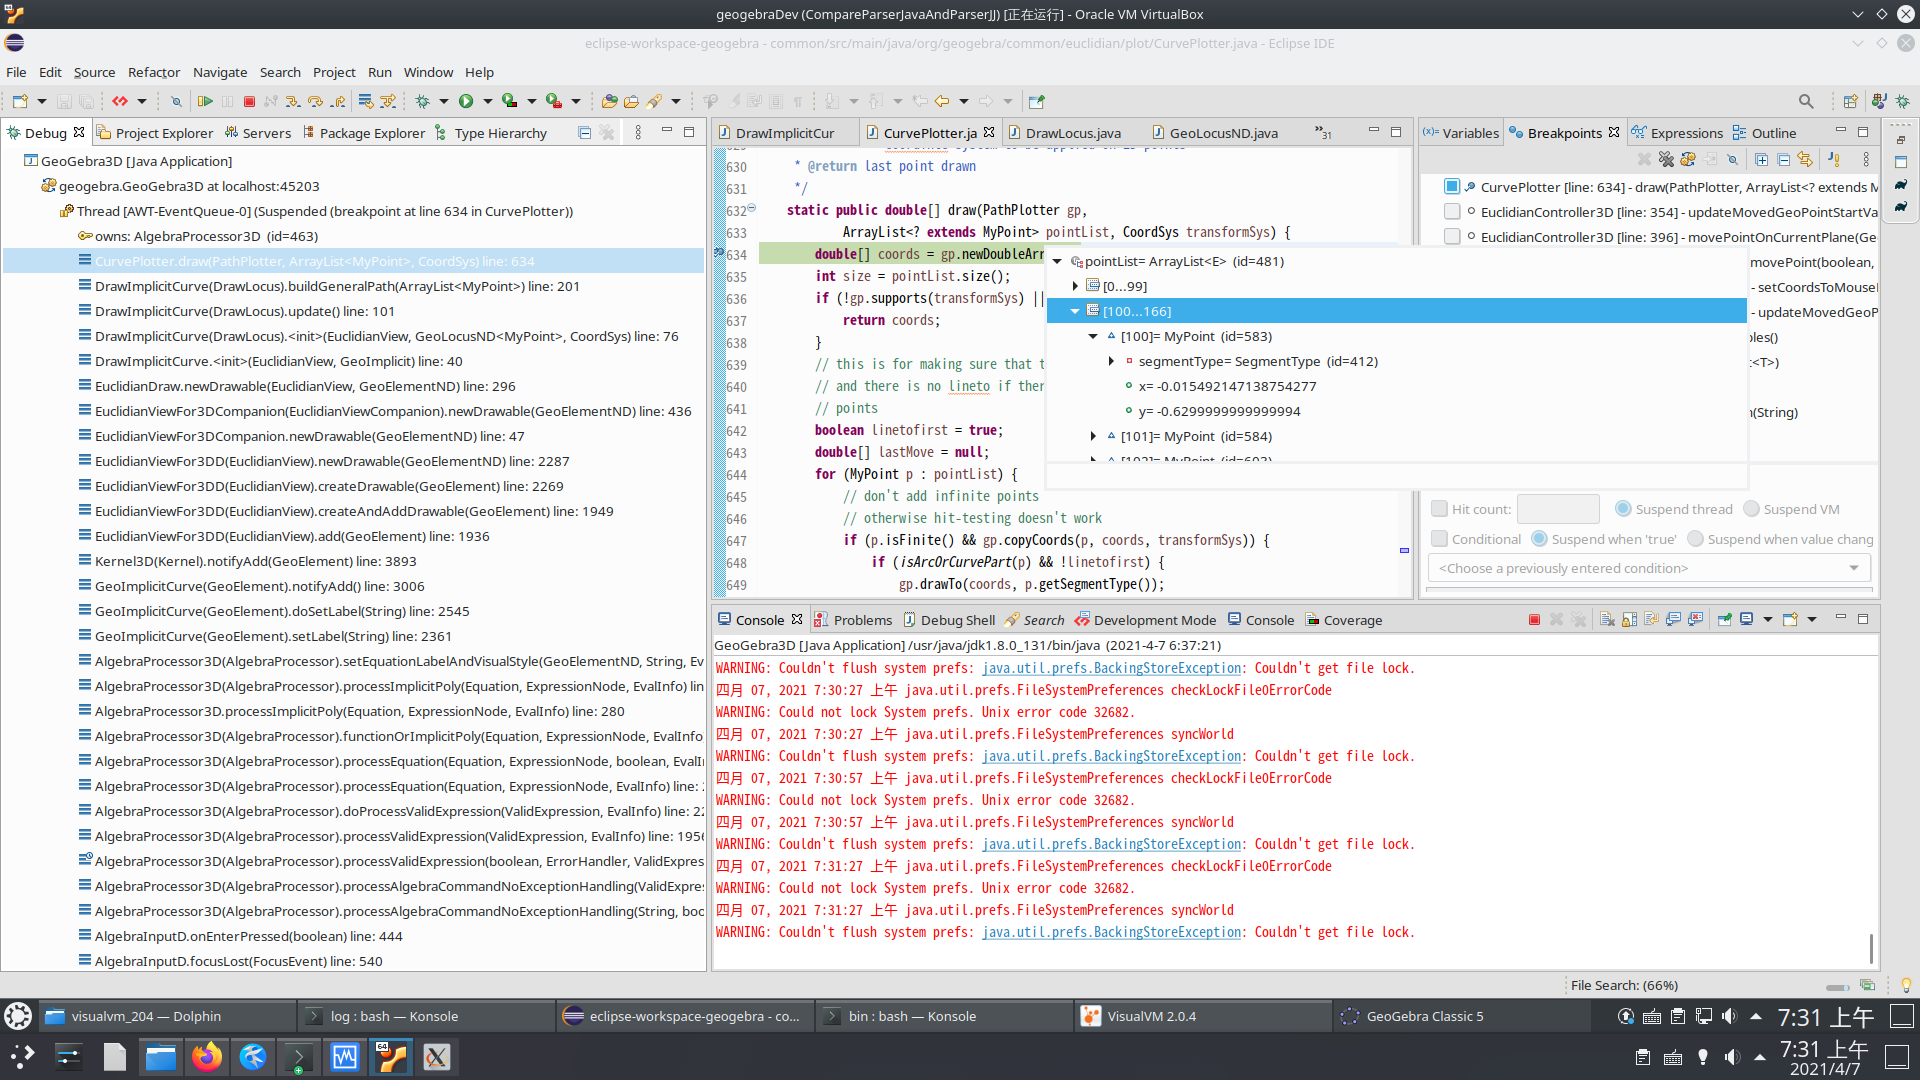 geogebraDev (CompareParserJavaAndParserJJ) [正在运行] - Oracle VM VirtualBox
eclipse-workspace-geogebra - common/src/main/java/org/geogebra/common/euclidian/plot/CurvePlotter.java - Eclipse IDE
File Edit Source Refactor Navigate Search Project Run Window Help
Debug Project Explorer Servers Package Explorer Type Hierarchy
GeoGebra3D [Java Application]
geogebra.GeoGebra3D at localhost:45203
Thread [AWT-EventQueue-0] (Suspended (breakpoint at line 634 in CurvePlotter))
owns: AlgebraProcessor3D (id=463)
CurvePlotter.draw(PathPlotter, ArrayList<MyPoint>, CoordSys) line: 634
DrawImplicitCurve(DrawLocus).buildGeneralPath(ArrayList<MyPoint>) line: 201
DrawImplicitCurve(DrawLocus).update() line: 101
DrawImplicitCurve(DrawLocus).<init>(EuclidianView, GeoLocusND<MyPoint>, CoordSys) line: 76
DrawImplicitCurve.<init>(EuclidianView, GeoImplicit) line: 40
EuclidianDraw.newDrawable(EuclidianView, GeoElementND) line: 296
EuclidianViewFor3DCompanion(EuclidianViewCompanion).newDrawable(GeoElementND) line: 436
EuclidianViewFor3DCompanion.newDrawable(GeoElementND) line: 47
EuclidianViewFor3DD(EuclidianView).newDrawable(GeoElementND) line: 2287
EuclidianViewFor3DD(EuclidianView).createDrawable(GeoElement) line: 2269
EuclidianViewFor3DD(EuclidianView).createAndAddDrawable(GeoElement) line: 1949
EuclidianViewFor3DD(EuclidianView).add(GeoElement) line: 1936
Kernel3D(Kernel).notifyAdd(GeoElement) line: 3893
GeoImplicitCurve(GeoElement).notifyAdd() line: 3006
GeoImplicitCurve(GeoElement).doSetLabel(String) line: 2545
GeoImplicitCurve(GeoElement).setLabel(String) line: 2361
AlgebraProcessor3D(AlgebraProcessor).setEquationLabelAndVisualStyle(GeoElementND, String, Ev
AlgebraProcessor3D(AlgebraProcessor).processImplicitPoly(Equation, ExpressionNode, EvalInfo) lin
AlgebraProcessor3D.processImplicitPoly(Equation, ExpressionNode, EvalInfo) line: 280
AlgebraProcessor3D(AlgebraProcessor).functionOrImplicitPoly(Equation, ExpressionNode, EvalInfo)
AlgebraProcessor3D(AlgebraProcessor).processEquation(Equation, ExpressionNode, boolean, EvalI
AlgebraProcessor3D(AlgebraProcessor).processEquation(Equation, ExpressionNode, EvalInfo) line:
AlgebraProcessor3D(AlgebraProcessor).doProcessValidExpression(ValidExpression, EvalInfo) line: 22
AlgebraProcessor3D(AlgebraProcessor).processValidExpression(ValidExpression, EvalInfo) line: 1956
AlgebraProcessor3D(AlgebraProcessor).processValidExpression(boolean, ErrorHandler, ValidExpres
AlgebraProcessor3D(AlgebraProcessor).processAlgebraCommandNoExceptionHandling(ValidExpre
AlgebraProcessor3D(AlgebraProcessor).processAlgebraCommandNoExceptionHandling(String, boo
AlgebraInputD.onEnterPressed(boolean) line: 444
AlgebraInputD.focusLost(FocusEvent) line: 540
DrawImplicitCur CurvePlotter.ja DrawLocus.java GeoLocusND.java »31
630 * @return last point drawn
631 */
632 static public double[] draw(PathPlotter gp,
633 ArrayList<? extends MyPoint> pointList, CoordSys transformSys) {
634 double[] coords = gp.newDoubleArr
635 int size = pointList.size();
636 if (!gp.supports(transformSys) ||
637 return coords;
638 }
639 // this is for making sure that t
640 // and there is no lineto if ther
641 // points
642 boolean linetofirst = true;
643 double[] lastMove = null;
644 for (MyPoint p : pointList) {
645 // don't add infinite points
646 // otherwise hit-testing doesn't work
647 if (p.isFinite() && gp.copyCoords(p, coords, transformSys)) {
648 if (isArcOrCurvePart(p) && !linetofirst) {
649 gp.drawTo(coords, p.getSegmentType());
pointList= ArrayList<E> (id=481)
[0...99]
[100...166]
[100]= MyPoint (id=583)
segmentType= SegmentType (id=412)
x= -0.015492147138754277
y= -0.6299999999999994
[101]= MyPoint (id=584)
[102]= MyPoint (id=603)
Variables Breakpoints Expressions Outline
CurvePlotter [line: 634] - draw(PathPlotter, ArrayList<? extends M
EuclidianController3D [line: 354] - updateMovedGeoPointStartVa
EuclidianController3D [line: 396] - movePointOnCurrentPlane(Ge
movePoint(boolean,
- setCoordsToMouse
- updateMovedGeoP
les()
t<T>)
n(String)
Hit count: Suspend thread Suspend VM
Conditional Suspend when 'true' Suspend when value chang
<Choose a previously entered condition>
Console Problems Debug Shell Search Development Mode Console Coverage
GeoGebra3D [Java Application] /usr/java/jdk1.8.0_131/bin/java (2021-4-7 6:37:21)
WARNING: Couldn't flush system prefs: java.util.prefs.BackingStoreException: Couldn't get file lock.
四月 07, 2021 7:30:27 上午 java.util.prefs.FileSystemPreferences checkLockFile0ErrorCode
WARNING: Could not lock System prefs. Unix error code 32682.
四月 07, 2021 7:30:27 上午 java.util.prefs.FileSystemPreferences syncWorld
WARNING: Couldn't flush system prefs: java.util.prefs.BackingStoreException: Couldn't get file lock.
四月 07, 2021 7:30:57 上午 java.util.prefs.FileSystemPreferences checkLockFile0ErrorCode
WARNING: Could not lock System prefs. Unix error code 32682.
四月 07, 2021 7:30:57 上午 java.util.prefs.FileSystemPreferences syncWorld
WARNING: Couldn't flush system prefs: java.util.prefs.BackingStoreException: Couldn't get file lock.
四月 07, 2021 7:31:27 上午 java.util.prefs.FileSystemPreferences checkLockFile0ErrorCode
WARNING: Could not lock System prefs. Unix error code 32682.
四月 07, 2021 7:31:27 上午 java.util.prefs.FileSystemPreferences syncWorld
WARNING: Couldn't flush system prefs: java.util.prefs.BackingStoreException: Couldn't get file lock.
File Search: (66%)
visualvm_204 — Dolphin log : bash — Konsole eclipse-workspace-geogebra - co... bin : bash — Konsole VisualVM 2.0.4 GeoGebra Classic 5 7:31 上午
64
7:31 上午
2021/4/7